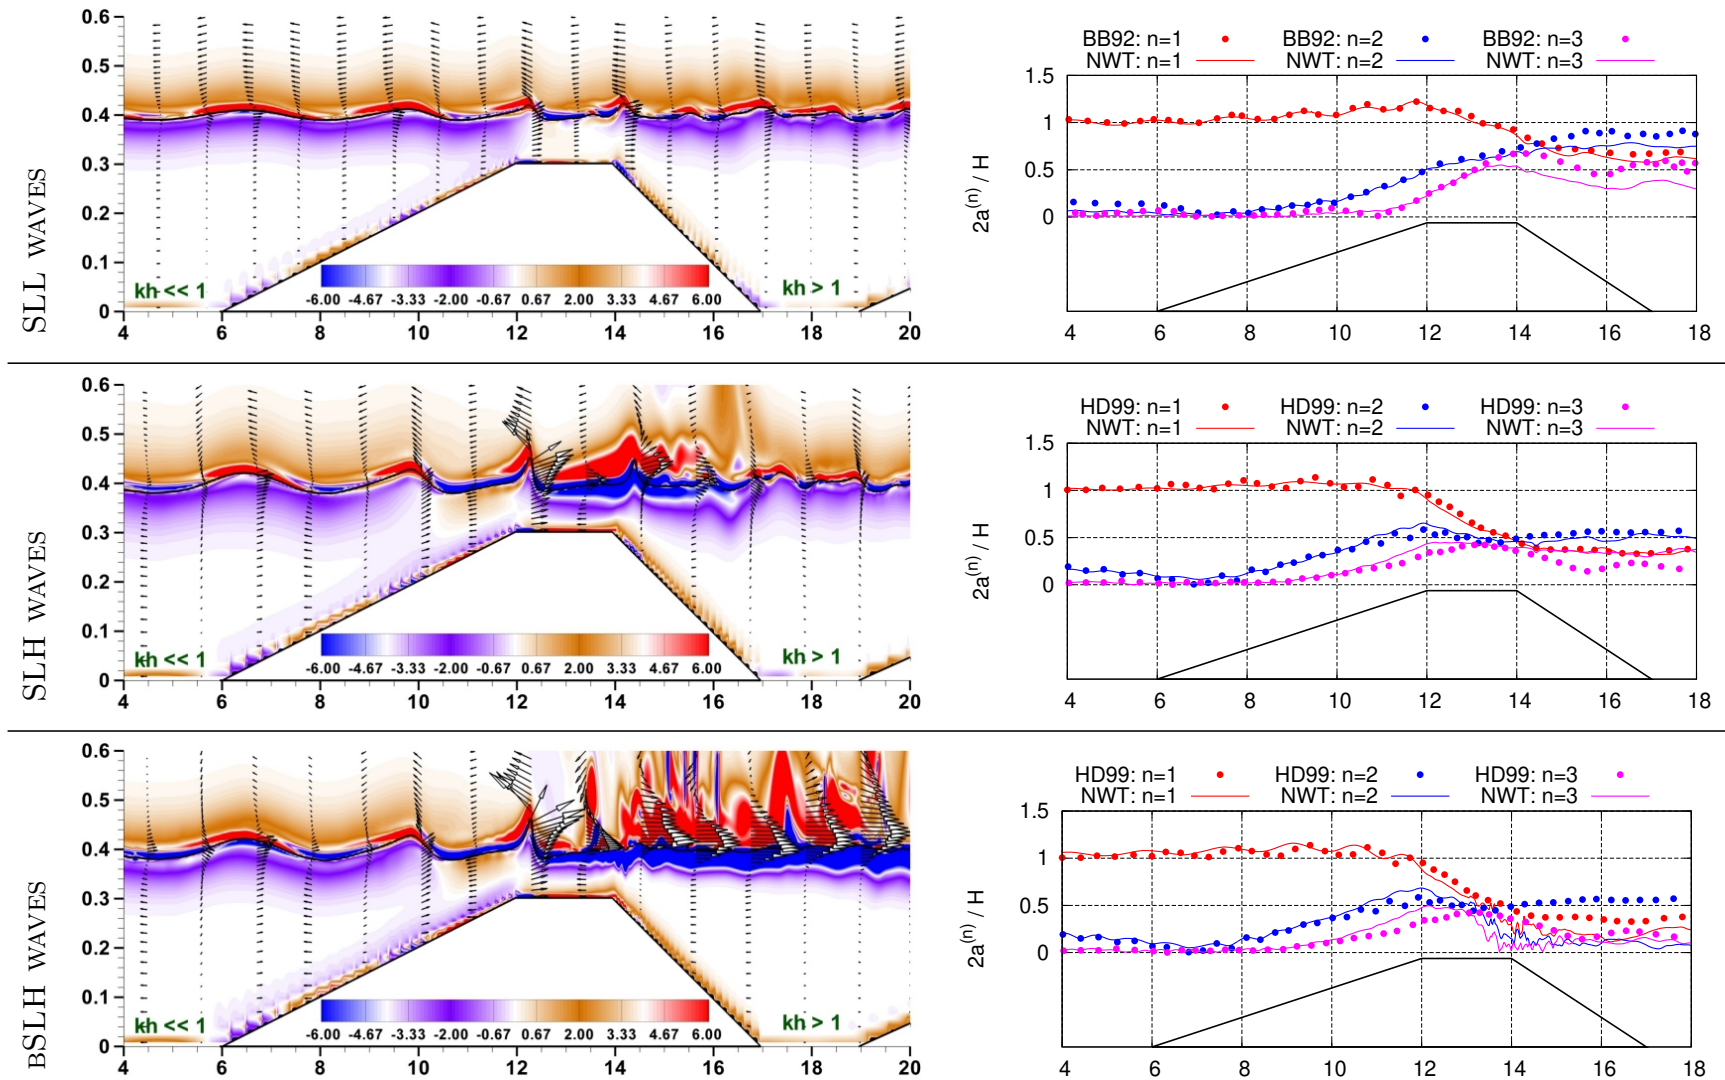 SLL WAVES
0.6
0.5
0.4
0.3
0.2
0.1
0
kh << 1
kh > 1
-6.00 -4.67 -3.33 -2.00 -0.67 0.67 2.00 3.33 4.67 6.00
4 6 8 10 12 14 16 18 20
BB92: n=1 BB92: n=2 BB92: n=3
NWT: n=1 NWT: n=2 NWT: n=3
2a(n) / H
1.5
1
0.5
0
4 6 8 10 12 14 16 18
SLH WAVES
0.6
0.5
0.4
0.3
0.2
0.1
0
kh << 1
kh > 1
-6.00 -4.67 -3.33 -2.00 -0.67 0.67 2.00 3.33 4.67 6.00
4 6 8 10 12 14 16 18 20
HD99: n=1 HD99: n=2 HD99: n=3
NWT: n=1 NWT: n=2 NWT: n=3
2a(n) / H
1.5
1
0.5
0
4 6 8 10 12 14 16 18
BSLH WAVES
0.6
0.5
0.4
0.3
0.2
0.1
0
kh << 1
kh > 1
-6.00 -4.67 -3.33 -2.00 -0.67 0.67 2.00 3.33 4.67 6.00
4 6 8 10 12 14 16 18 20
HD99: n=1 HD99: n=2 HD99: n=3
NWT: n=1 NWT: n=2 NWT: n=3
2a(n) / H
1.5
1
0.5
0
4 6 8 10 12 14 16 18